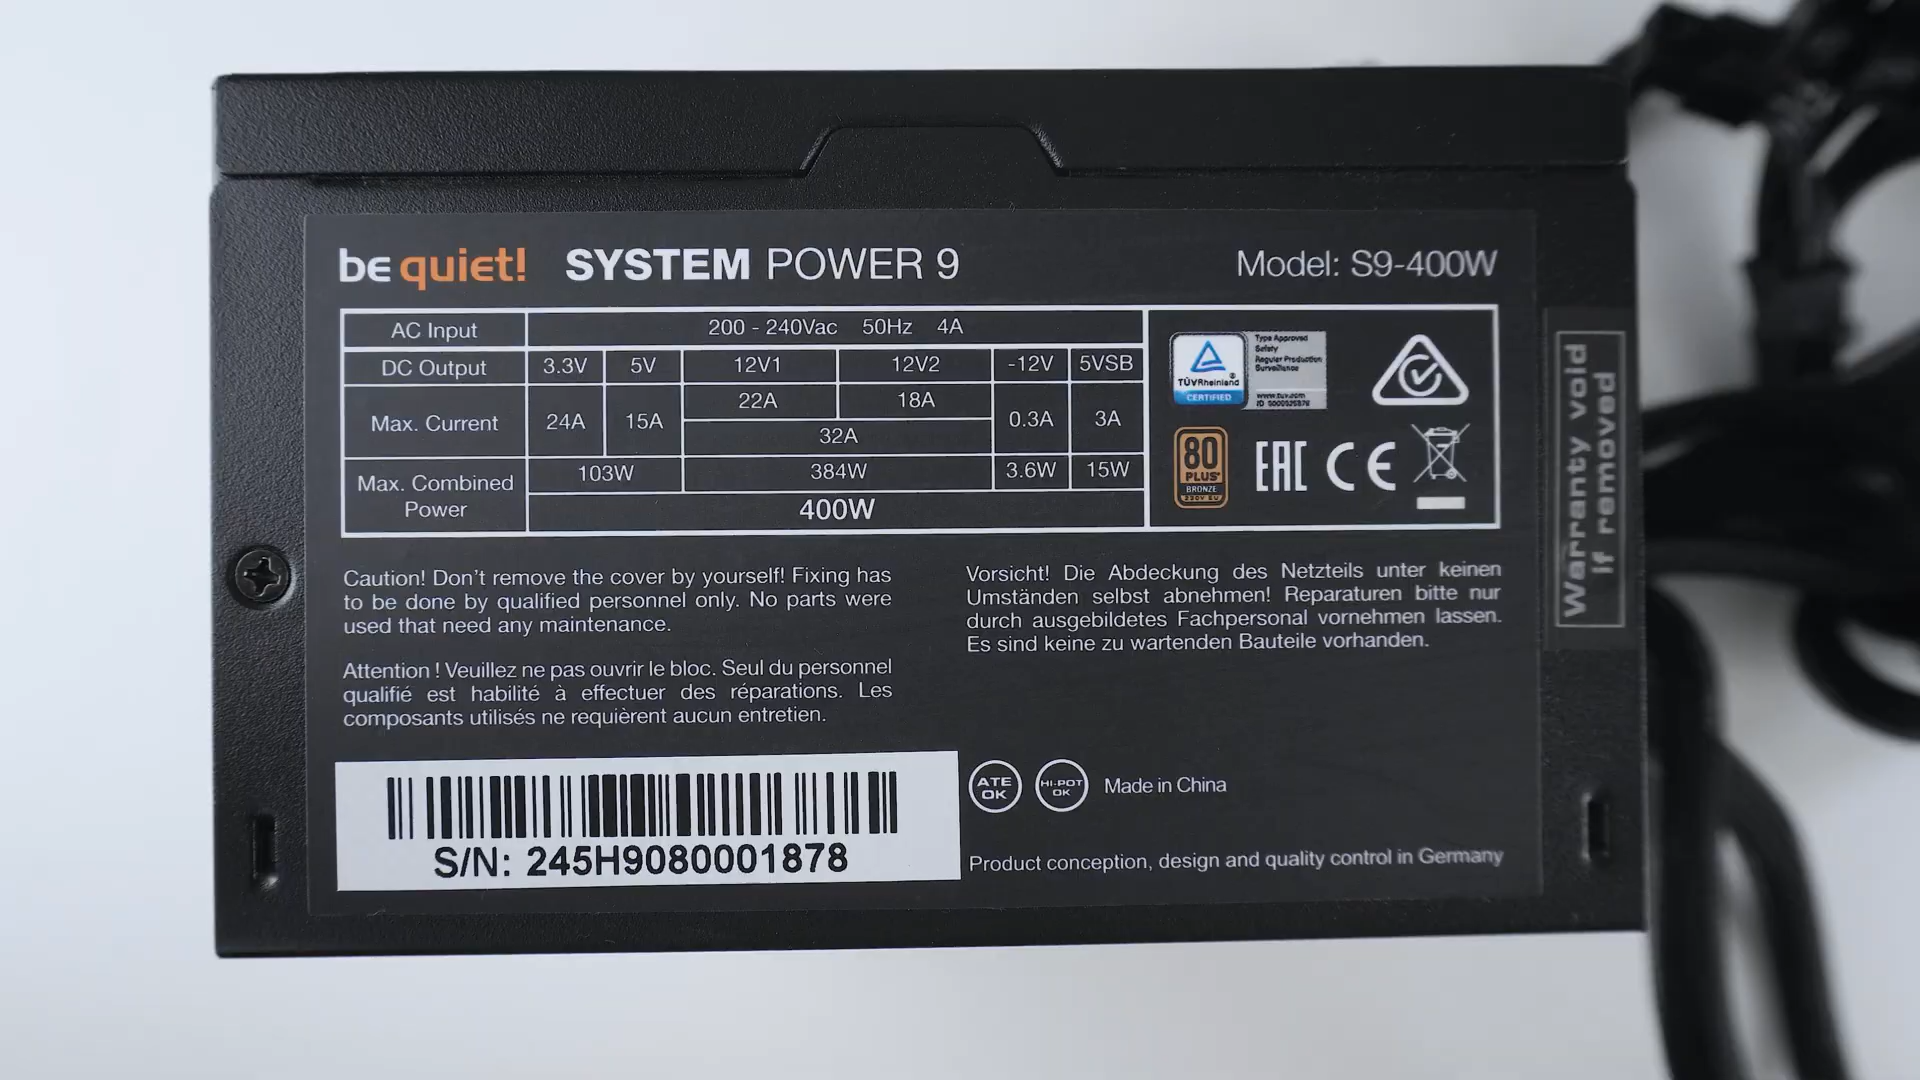 be quiet! SYSTEM POWER 9 Model: S9-400W
AC Input 200 - 240Vac 50Hz 4A
DC Output 3.3V 5V 12V1 12V2 -12V 5VSB
Max. Current 24A 15A 22A 18A 0.3A 3A
32A
Max. Combined Power 103W 384W 3.6W 15W
400W
TÜVRheinland
CERTIFIED
Type Approved
Safety
Regular Production
Surveillance
www.tuv.com
80
PLUS
BRONZE
230V EU
EAC CE
Warranty void
if removed
Caution! Don't remove the cover by yourself! Fixing has
to be done by qualified personnel only. No parts were
used that need any maintenance.
Attention ! Veuillez ne pas ouvrir le bloc. Seul du personnel
qualifié est habilité à effectuer des réparations. Les
composants utilisés ne requièrent aucun entretien.
Vorsicht! Die Abdeckung des Netzteils unter keinen
Umständen selbst abnehmen! Reparaturen bitte nur
durch ausgebildetes Fachpersonal vornehmen lassen.
Es sind keine zu wartenden Bauteile vorhanden.
S/N: 245H9080001878
ATE
OK
HI-POT
OK
Made in China
Product conception, design and quality control in Germany